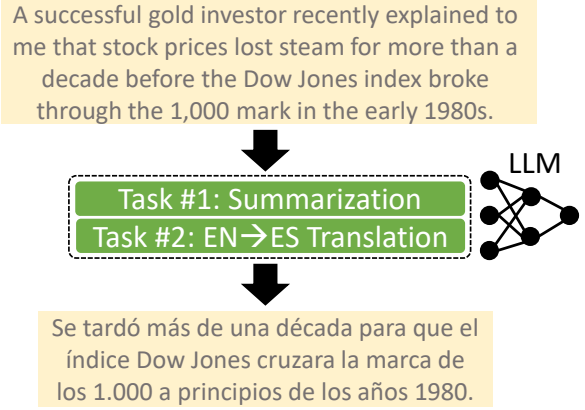 A successful gold investor recently explained to
me that stock prices lost steam for more than a
decade before the Dow Jones index broke
through the 1,000 mark in the early 1980s.
LLM
Task #1: Summarization
Task #2: EN→ES Translation
Se tardó más de una década para que el
índice Dow Jones cruzara la marca de
los 1.000 a principios de los años 1980.